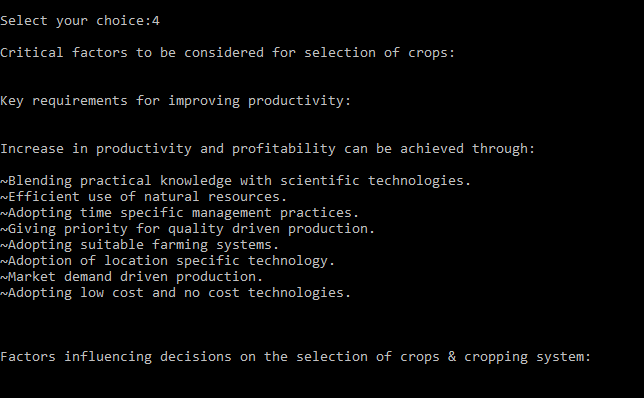 Select your choice:4
Critical factors to be considered for selection of crops:
Key requirements for improving productivity:
Increase in productivity and profitability can be achieved through:
~Blending practical knowledge with scientific technologies.
~Efficient use of natural resources.
~Adopting time specific management practices.
~Giving priority for quality driven production.
~Adopting suitable farming systems.
~Adoption of location specific technology.
~Market demand driven production.
~Adopting low cost and no cost technologies.
Factors influencing decisions on the selection of crops & cropping system: